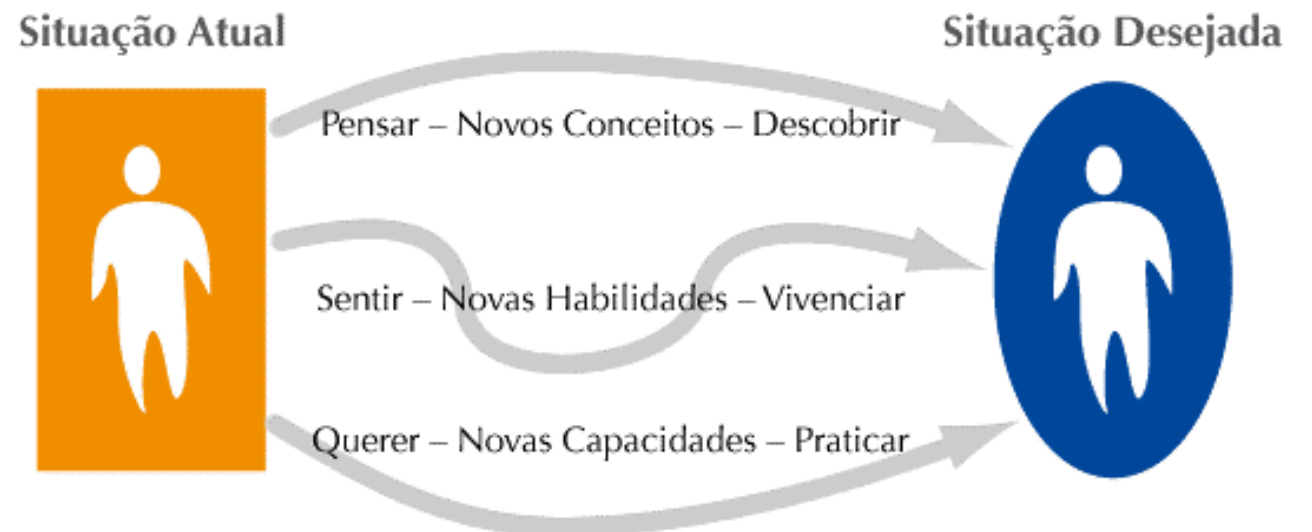 Situação Atual
Situação Desejada
Pensar – Novos Conceitos – Descobrir
Sentir – Novas Habilidades – Vivenciar
Querer – Novas Capacidades – Praticar